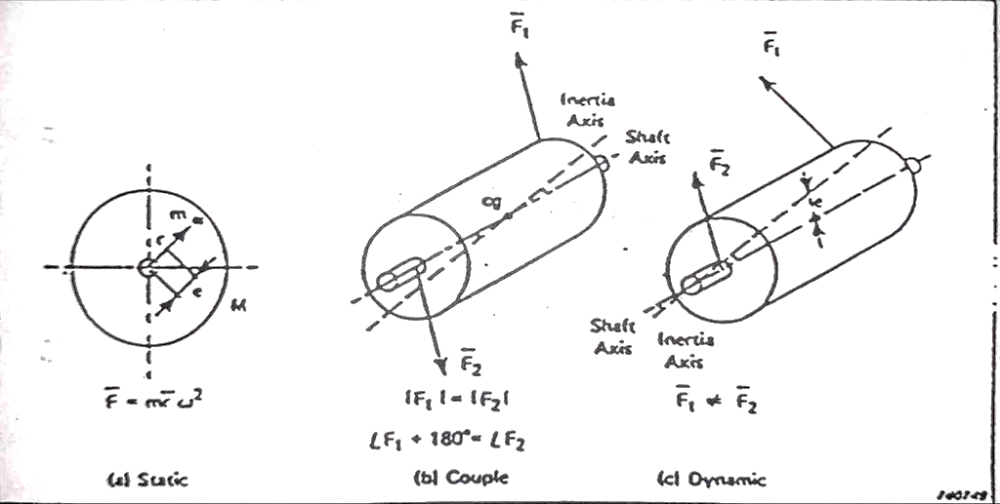 F̅₁
F̅₁
Inertia
Axis
Shaft
Axis
F̅₂
cg
m
r
e
M
Shaft
Axis
Inertia
Axis
F̅₂
F̅ = mr̅ω²
|F₁| = |F₂|
F̅₁ ≠ F̅₂
∠F₁ + 180° = ∠F₂
(a) Static
(b) Couple
(c) Dynamic